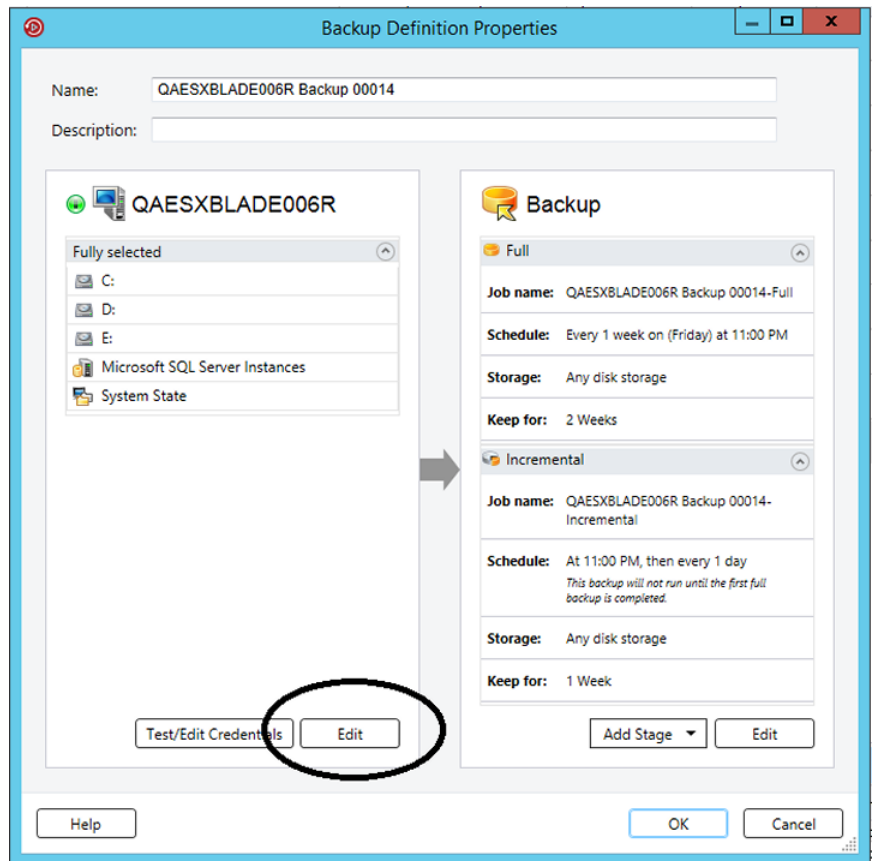 Backup Definition Properties
Name: QAESXBLADE006R Backup 00014
Description:
QAESXBLADE006R
Fully selected
C:
D:
E:
Microsoft SQL Server Instances
System State
Test/Edit Credentials
Edit
Backup
Full
Job name: QAESXBLADE006R Backup 00014-Full
Schedule: Every 1 week on (Friday) at 11:00 PM
Storage: Any disk storage
Keep for: 2 Weeks
Incremental
Job name: QAESXBLADE006R Backup 00014-
Incremental
Schedule: At 11:00 PM, then every 1 day
This backup will not run until the first full
backup is completed.
Storage: Any disk storage
Keep for: 1 Week
Add Stage
Edit
Help
OK
Cancel